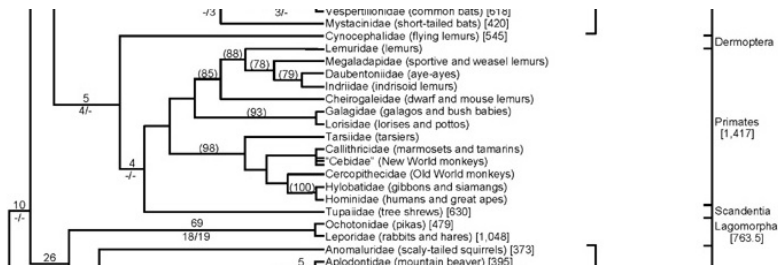 Vespertilionidae (common bats) [618]
-/3
3/-
Mystacinidae (short-tailed bats) [420]
Cynocephalidae (flying lemurs) [545]
Dermoptera
(88)
Lemuridae (lemurs)
(78)
Megaladapidae (sportive and weasel lemurs)
(85)
(79)
Daubentoniidae (aye-ayes)
Indriidae (indrisoid lemurs)
5
4/-
Cheirogaleidae (dwarf and mouse lemurs)
(93)
Galagidae (galagos and bush babies)
Lorisidae (lorises and pottos)
Primates
[1,417]
Tarsiidae (tarsiers)
(98)
Callithricidae (marmosets and tamarins)
"Cebidae" (New World monkeys)
4
-/-
Cercopithecidae (Old World monkeys)
(100)
Hylobatidae (gibbons and siamangs)
Hominidae (humans and great apes)
10
-/-
Tupaiidae (tree shrews) [630]
Scandentia
69
18/19
Ochotonidae (pikas) [479]
Leporidae (rabbits and hares) [1,048]
Lagomorpha
[763.5]
Anomaluridae (scaly-tailed squirrels) [373]
26
5
Aplodontidae (mountain beaver) [395]